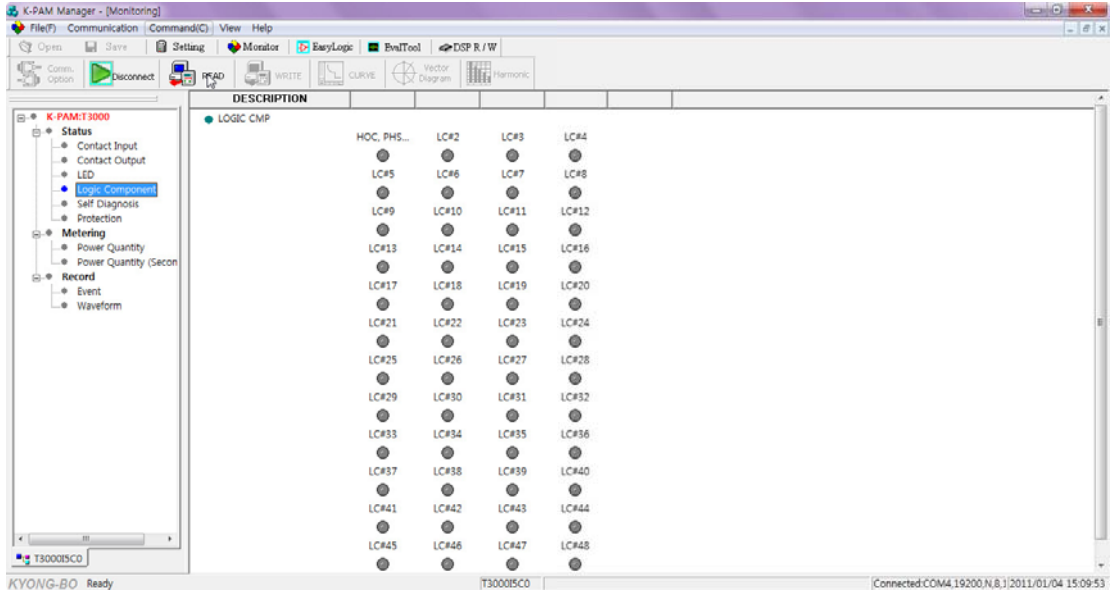 K-PAM Manager - [Monitoring]
File(F) Communication Command(C) View Help
Open Save Setting Monitor EasyLogic EvalTool DSP R / W
Comm. Option Disconnect READ WRITE CURVE Vector Diagram Harmonic
DESCRIPTION
K-PAM:T3000
Status
Contact Input
Contact Output
LED
Logic Component
Self Diagnosis
Protection
Metering
Power Quantity
Power Quantity (Secon
Record
Event
Waveform
T3000I5C0
LOGIC CMP
HOC, PHS... LC#2 LC#3 LC#4
LC#5 LC#6 LC#7 LC#8
LC#9 LC#10 LC#11 LC#12
LC#13 LC#14 LC#15 LC#16
LC#17 LC#18 LC#19 LC#20
LC#21 LC#22 LC#23 LC#24
LC#25 LC#26 LC#27 LC#28
LC#29 LC#30 LC#31 LC#32
LC#33 LC#34 LC#35 LC#36
LC#37 LC#38 LC#39 LC#40
LC#41 LC#42 LC#43 LC#44
LC#45 LC#46 LC#47 LC#48
KYONG-BO Ready T3000I5C0 Connected:COM4,19200,N,8,1 2011/01/04 15:09:53